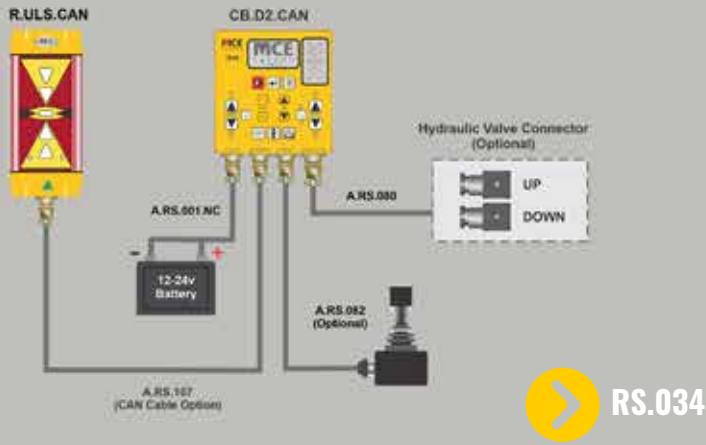 R.ULS.CAN
CB.D2.CAN
MCE
MCE
Hydraulic Valve Connector
(Optional)
UP
DOWN
A.RS.080
A.RS.001.NC
- +
12-24v
Battery
A.RS.082
(Optional)
A.RS.107
(CAN Cable Option)
RS.034